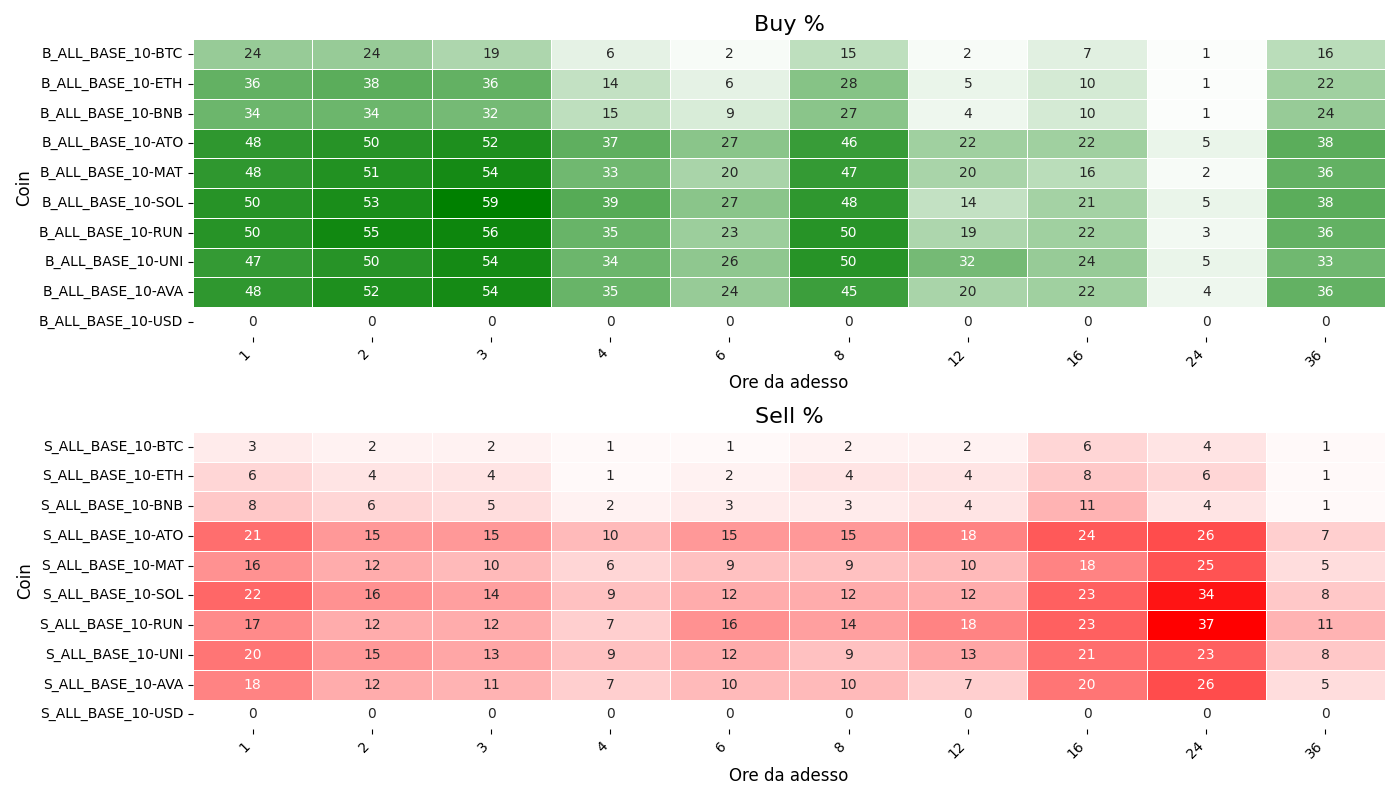 Buy %
Coin
B_ALL_BASE_10-BTC 24 24 19 6 2 15 2 7 1 16
B_ALL_BASE_10-ETH 36 38 36 14 6 28 5 10 1 22
B_ALL_BASE_10-BNB 34 34 32 15 9 27 4 10 1 24
B_ALL_BASE_10-ATO 48 50 52 37 27 46 22 22 5 38
B_ALL_BASE_10-MAT 48 51 54 33 20 47 20 16 2 36
B_ALL_BASE_10-SOL 50 53 59 39 27 48 14 21 5 38
B_ALL_BASE_10-RUN 50 55 56 35 23 50 19 22 3 36
B_ALL_BASE_10-UNI 47 50 54 34 26 50 32 24 5 33
B_ALL_BASE_10-AVA 48 52 54 35 24 45 20 22 4 36
B_ALL_BASE_10-USD 0 0 0 0 0 0 0 0 0 0
1 2 3 4 6 8 12 16 24 36
Ore da adesso
Sell %
Coin
S_ALL_BASE_10-BTC 3 2 2 1 1 2 2 6 4 1
S_ALL_BASE_10-ETH 6 4 4 1 2 4 4 8 6 1
S_ALL_BASE_10-BNB 8 6 5 2 3 3 4 11 4 1
S_ALL_BASE_10-ATO 21 15 15 10 15 15 18 24 26 7
S_ALL_BASE_10-MAT 16 12 10 6 9 9 10 18 25 5
S_ALL_BASE_10-SOL 22 16 14 9 12 12 12 23 34 8
S_ALL_BASE_10-RUN 17 12 12 7 16 14 18 23 37 11
S_ALL_BASE_10-UNI 20 15 13 9 12 9 13 21 23 8
S_ALL_BASE_10-AVA 18 12 11 7 10 10 7 20 26 5
S_ALL_BASE_10-USD 0 0 0 0 0 0 0 0 0 0
1 2 3 4 6 8 12 16 24 36
Ore da adesso